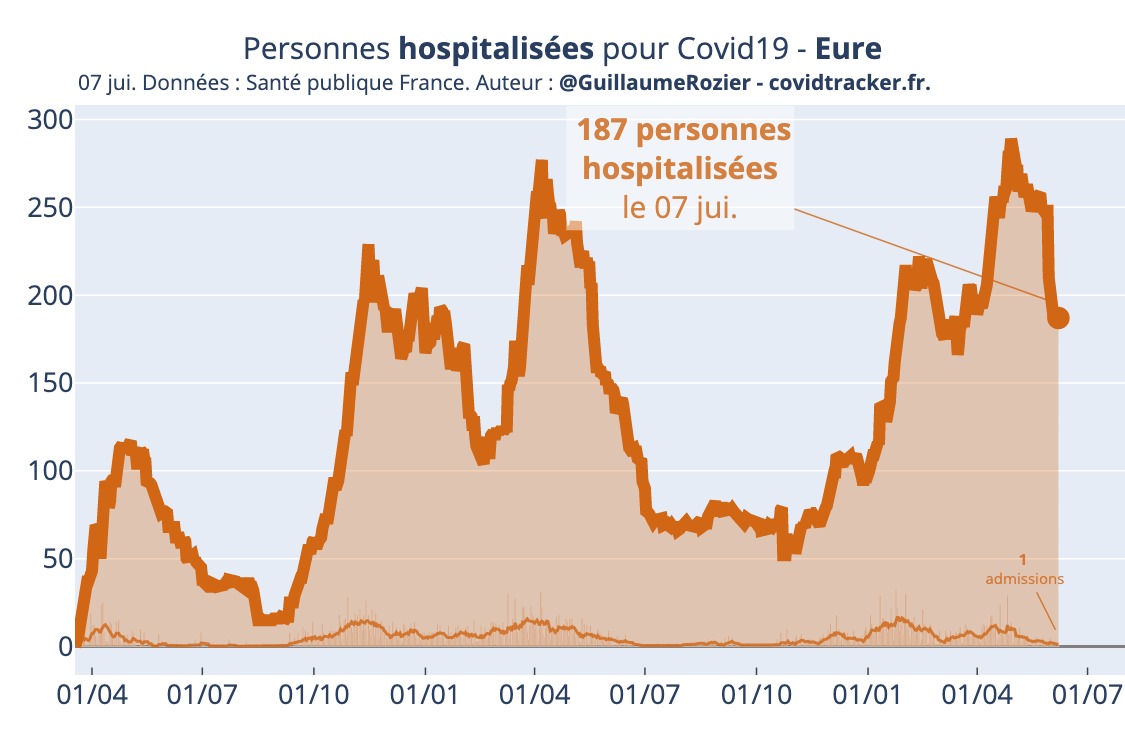 Personnes hospitalisées pour Covid19 - Eure
07 jui. Données : Santé publique France. Auteur : @GuillaumeRozier - covidtracker.fr.
300
187 personnes
hospitalisées
le 07 jui.
250
200
150
100
50
1
admissions
0
01/04 01/07 01/10 01/01 01/04 01/07 01/10 01/01 01/04 01/07